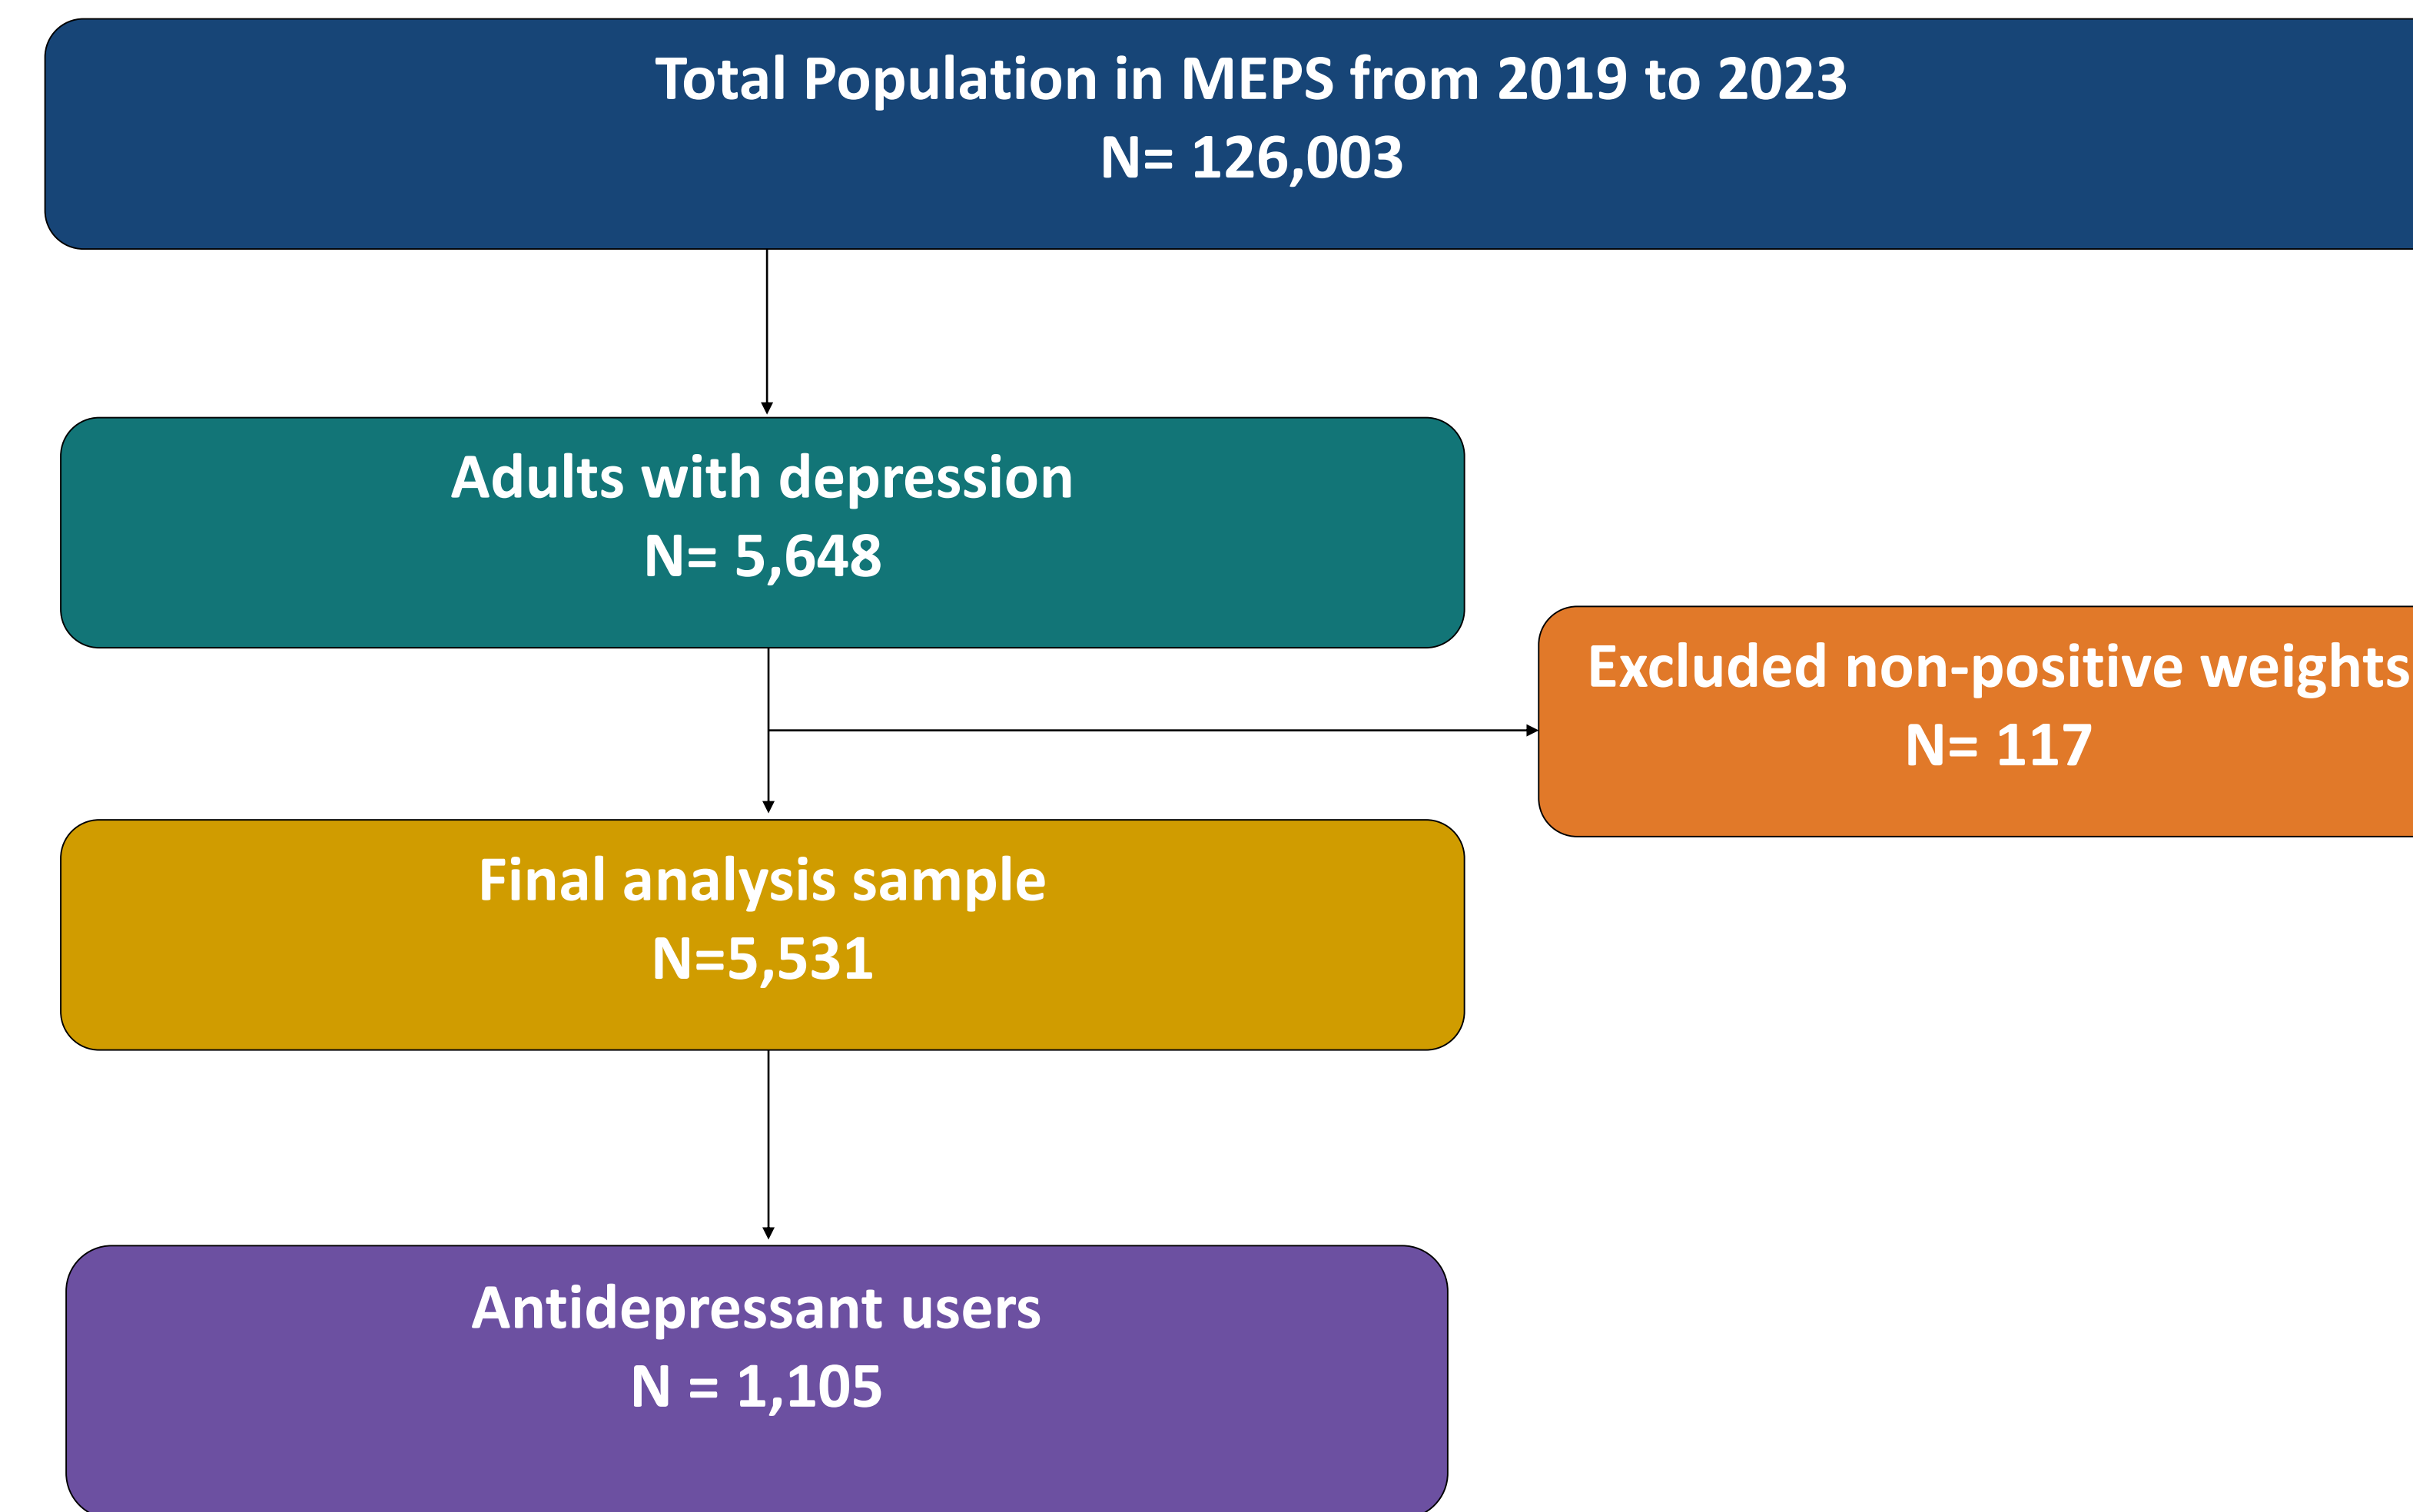 Total Population in MEPS from 2019 to 2023
N= 126,003
Adults with depression
N= 5,648
Excluded non-positive weights
N= 117
Final analysis sample
N=5,531
Antidepressant users
N = 1,105